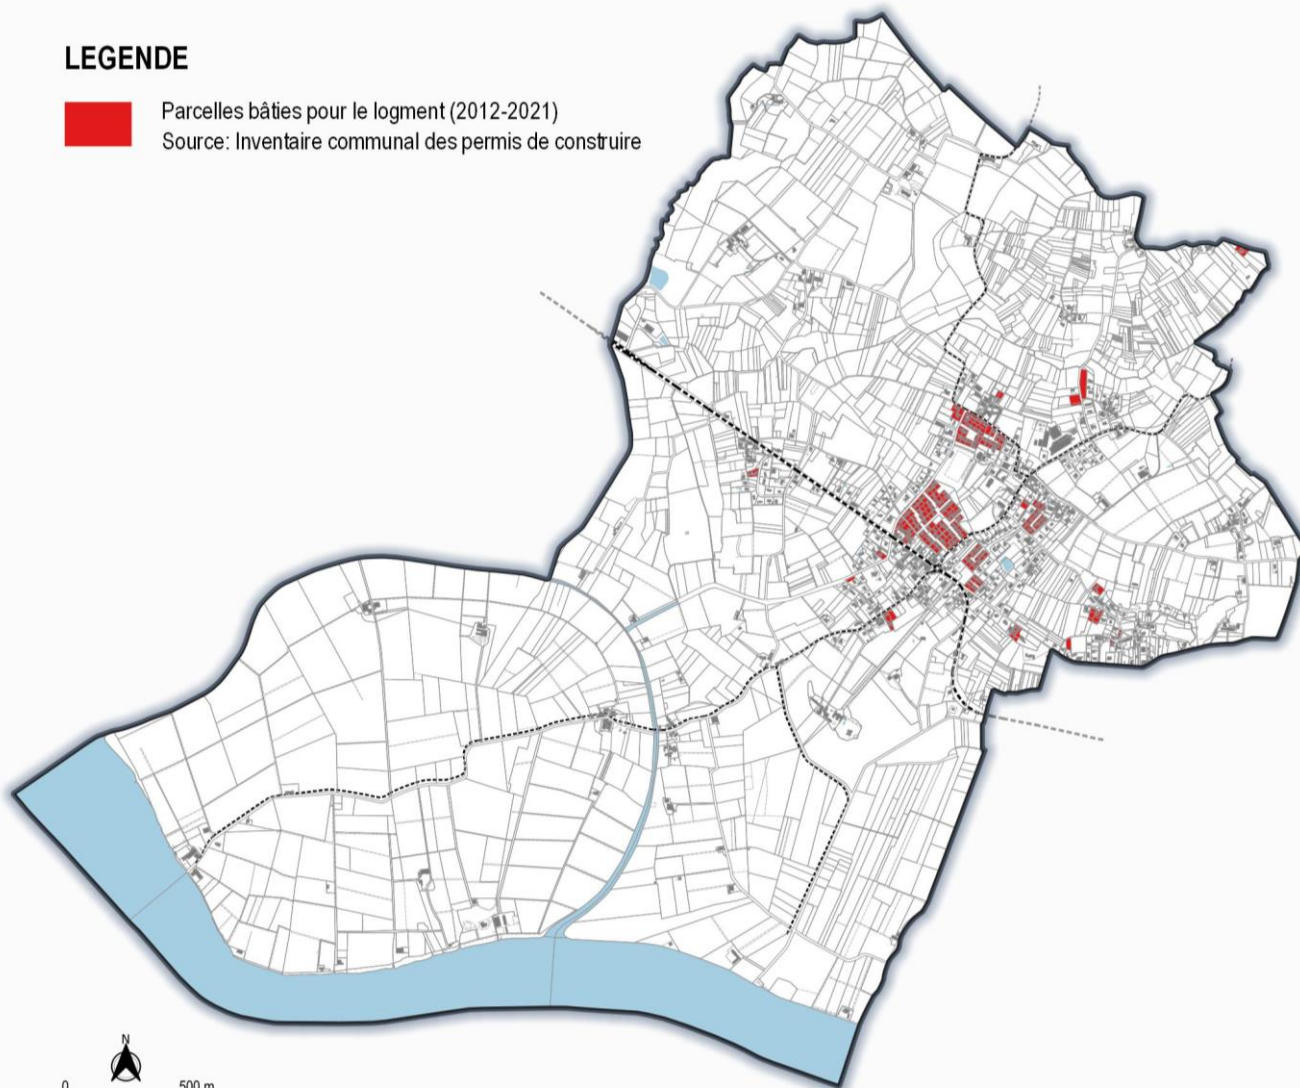 LEGENDE
Parcelles bâties pour le logment (2012-2021)
Source: Inventaire communal des permis de construire
N
0 500 m